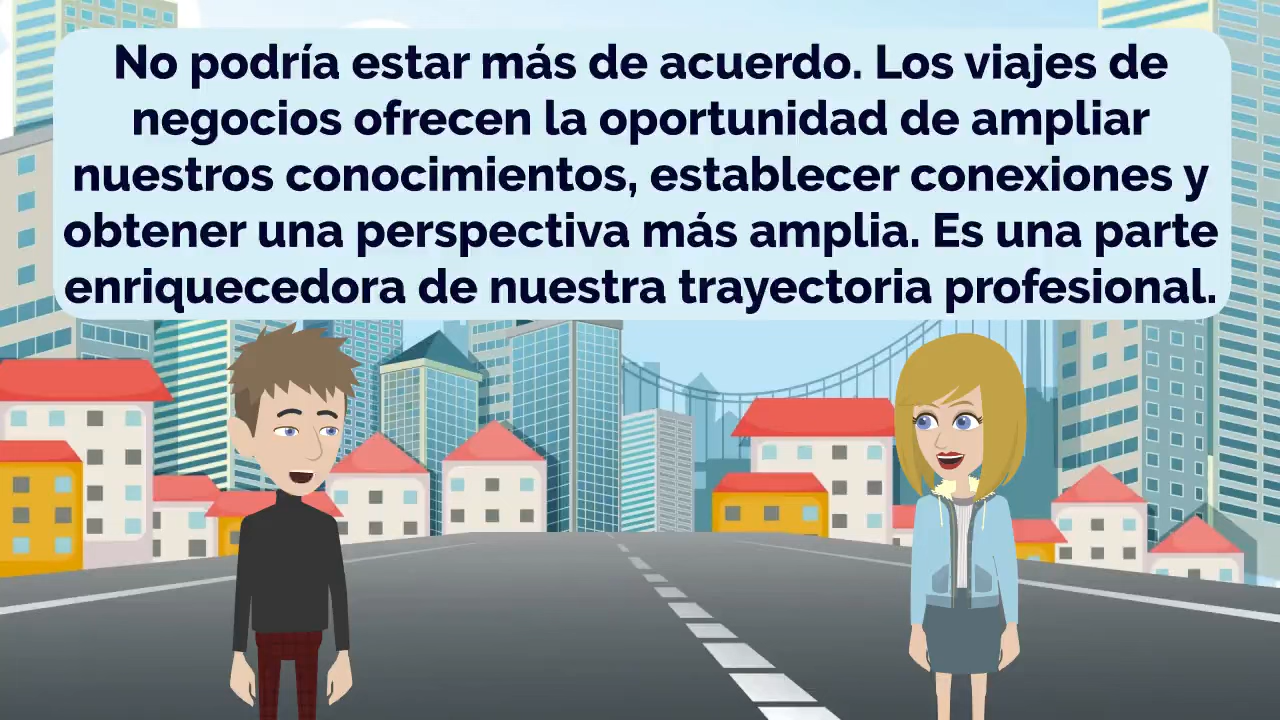 No podría estar más de acuerdo. Los viajes de
negocios ofrecen la oportunidad de ampliar
nuestros conocimientos, establecer conexiones y
obtener una perspectiva más amplia. Es una parte
enriquecedora de nuestra trayectoria profesional.